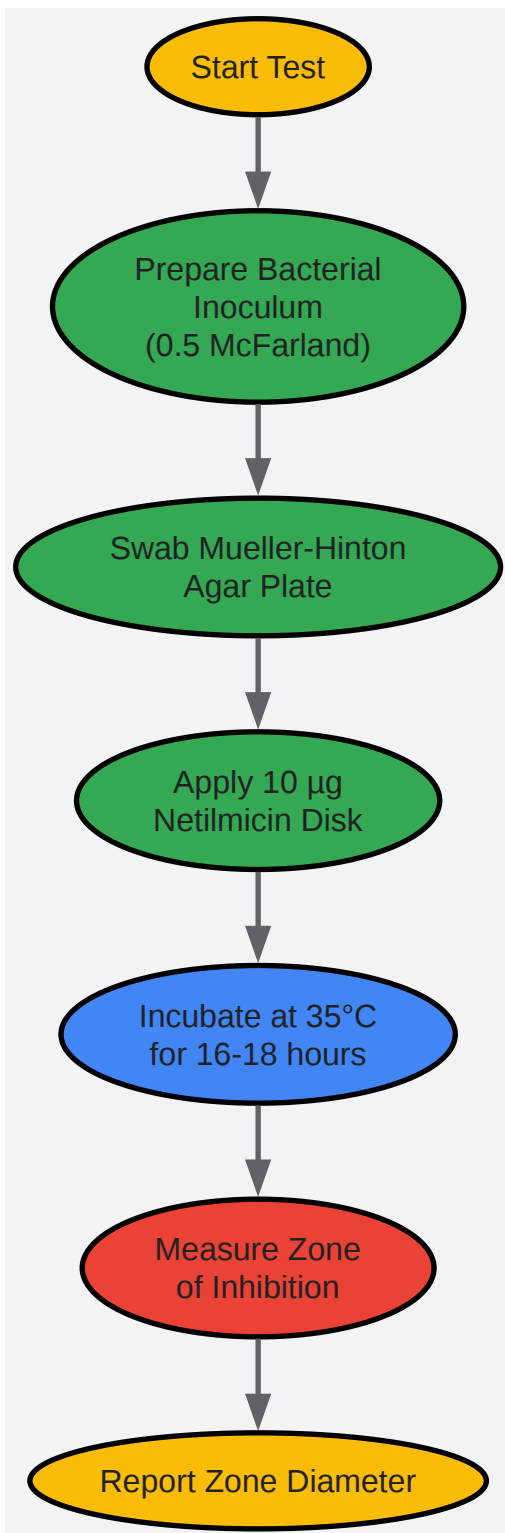 Start Test
Prepare Bacterial
Inoculum
(0.5 McFarland)
Swab Mueller-Hinton
Agar Plate
Apply 10 µg
Netilmicin Disk
Incubate at 35°C
for 16-18 hours
Measure Zone
of Inhibition
Report Zone Diameter